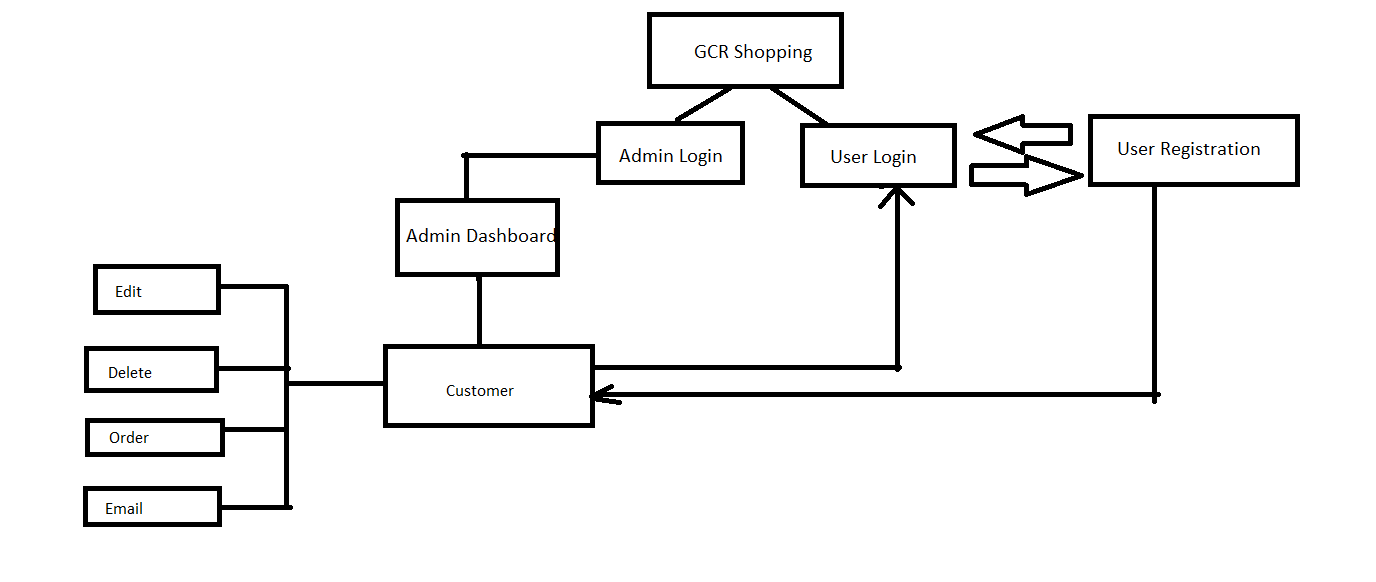 GCR Shopping
Admin Login
User Login
User Registration
Admin Dashboard
Edit
Delete
Customer
Order
Email